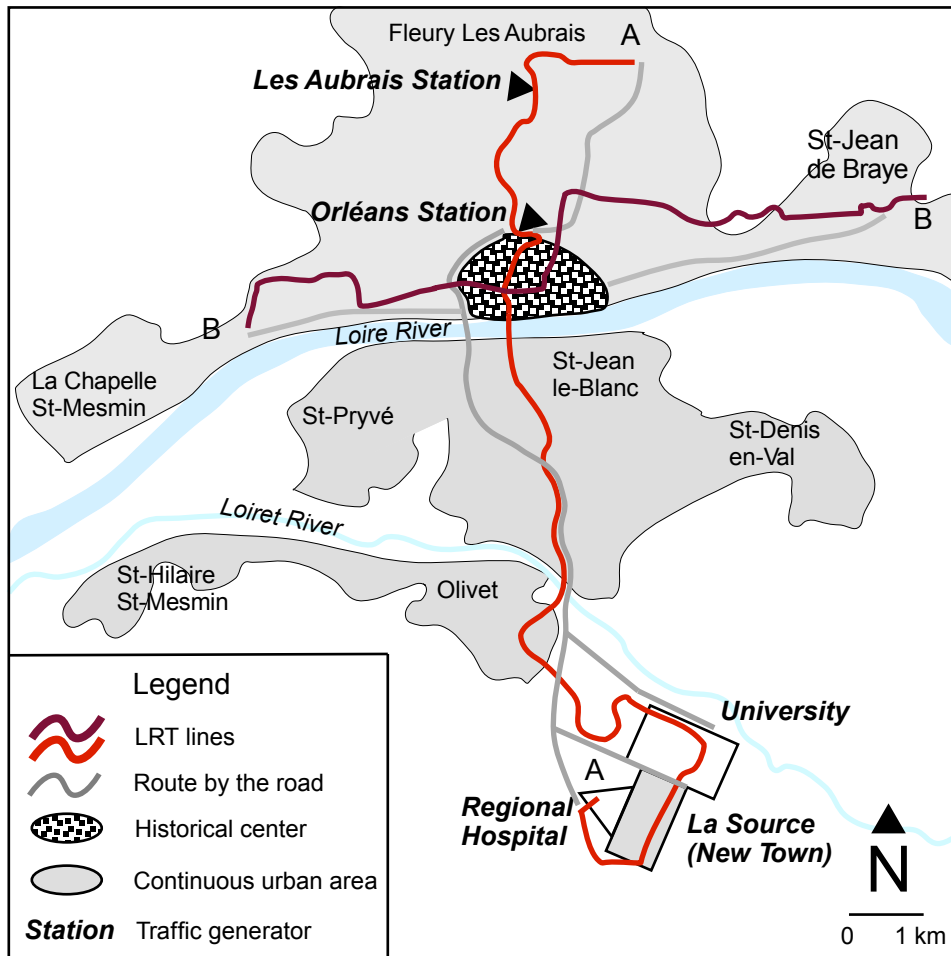 Fleury Les Aubrais
A
Les Aubrais Station
St-Jean
de Braye
Orléans Station
B
B
Loire River
La Chapelle
St-Mesmin
St-Jean
le-Blanc
St-Pryvé
St-Denis
en-Val
Loiret River
St-Hilaire
St-Mesmin
Olivet
University
A
Regional
Hospital
La Source
(New Town)
Legend
LRT lines
Route by the road
Historical center
Continuous urban area
Station Traffic generator
N
0 1 km